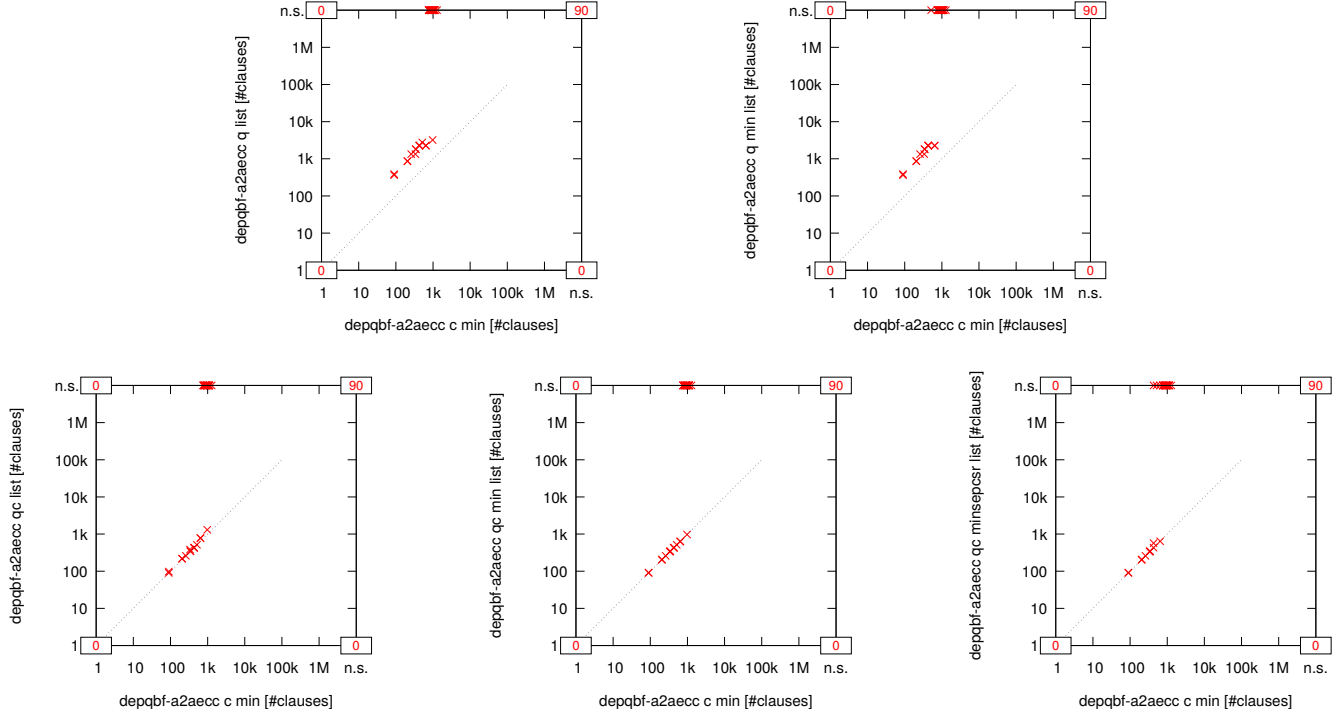 n.s. 0 90
1M
100k
10k
1k
100
10
1 0 0
1 10 100 1k 10k 100k 1M n.s.
depqbf-a2aecc q list [#clauses]
depqbf-a2aecc c min [#clauses]
n.s. 0 90
1M
100k
10k
1k
100
10
1 0 0
1 10 100 1k 10k 100k 1M n.s.
depqbf-a2aecc q min list [#clauses]
depqbf-a2aecc c min [#clauses]
n.s. 0 90
1M
100k
10k
1k
100
10
1 0 0
1 10 100 1k 10k 100k 1M n.s.
depqbf-a2aecc qc list [#clauses]
depqbf-a2aecc c min [#clauses]
n.s. 0 90
1M
100k
10k
1k
100
10
1 0 0
1 10 100 1k 10k 100k 1M n.s.
depqbf-a2aecc qc min list [#clauses]
depqbf-a2aecc c min [#clauses]
n.s. 0 90
1M
100k
10k
1k
100
10
1 0 0
1 10 100 1k 10k 100k 1M n.s.
depqbf-a2aecc qc minsepcsr list [#clauses]
depqbf-a2aecc c min [#clauses]